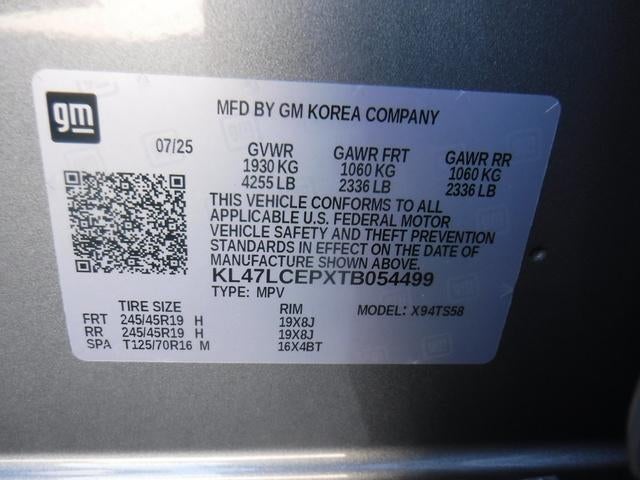 gm
MFD BY GM KOREA COMPANY
07/25
GVWR GAWR FRT GAWR RR
1930 KG 1060 KG 1060 KG
4255 LB 2336 LB 2336 LB
THIS VEHICLE CONFORMS TO ALL
APPLICABLE U.S. FEDERAL MOTOR
VEHICLE SAFETY AND THEFT PREVENTION
STANDARDS IN EFFECT ON THE DATE OF
MANUFACTURE SHOWN ABOVE.
KL47LCEPXTB054499
TYPE: MPV
TIRE SIZE RIM MODEL: X94TS58
FRT 245/45R19 H 19X8J
RR 245/45R19 H 19X8J
SPA T125/70R16 M 16X4BT